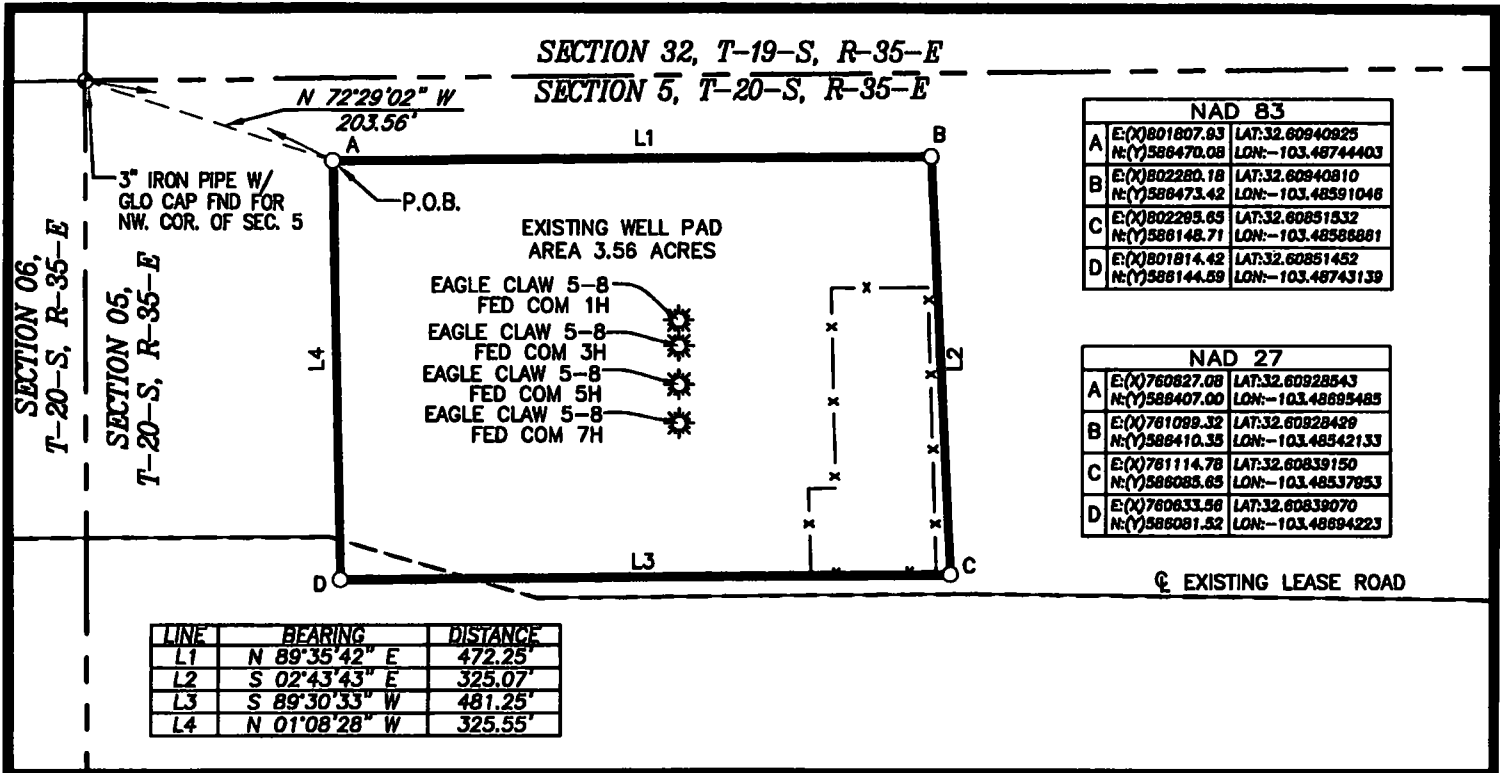 SECTION 32, T-19-S, R-35-E
SECTION 5, T-20-S, R-35-E
N 72°29'02" W
203.56'
A
L1
B
3" IRON PIPE W/
GLO CAP FND FOR
NW. COR. OF SEC. 5
P.O.B.
EXISTING WELL PAD
AREA 3.56 ACRES
EAGLE CLAW 5-8
FED COM 1H
EAGLE CLAW 5-8
FED COM 3H
EAGLE CLAW 5-8
FED COM 5H
EAGLE CLAW 5-8
FED COM 7H
SECTION 06,
T-20-S, R-35-E
SECTION 05,
T-20-S, R-35-E
L4
L2
L3
D
C
NAD 83
A E:(X)801807.93 LAT:32.60940925
N:(Y)586470.08 LON:-103.48744403
B E:(X)802280.18 LAT:32.60940810
N:(Y)586473.42 LON:-103.48591046
C E:(X)802295.65 LAT:32.60851532
N:(Y)586148.71 LON:-103.48586881
D E:(X)801814.42 LAT:32.60851452
N:(Y)586144.59 LON:-103.48743139
NAD 27
A E:(X)760627.08 LAT:32.60928543
N:(Y)586407.00 LON:-103.48695485
B E:(X)761099.32 LAT:32.60928429
N:(Y)586410.35 LON:-103.48542133
C E:(X)761114.78 LAT:32.60839150
N:(Y)586085.65 LON:-103.48537953
D E:(X)760633.56 LAT:32.60839070
N:(Y)586081.52 LON:-103.48694223
℄ EXISTING LEASE ROAD
LINE BEARING DISTANCE
L1 N 89°35'42" E 472.25'
L2 S 02°43'43" E 325.07'
L3 S 89°30'33" W 481.25'
L4 N 01°08'28" W 325.55'